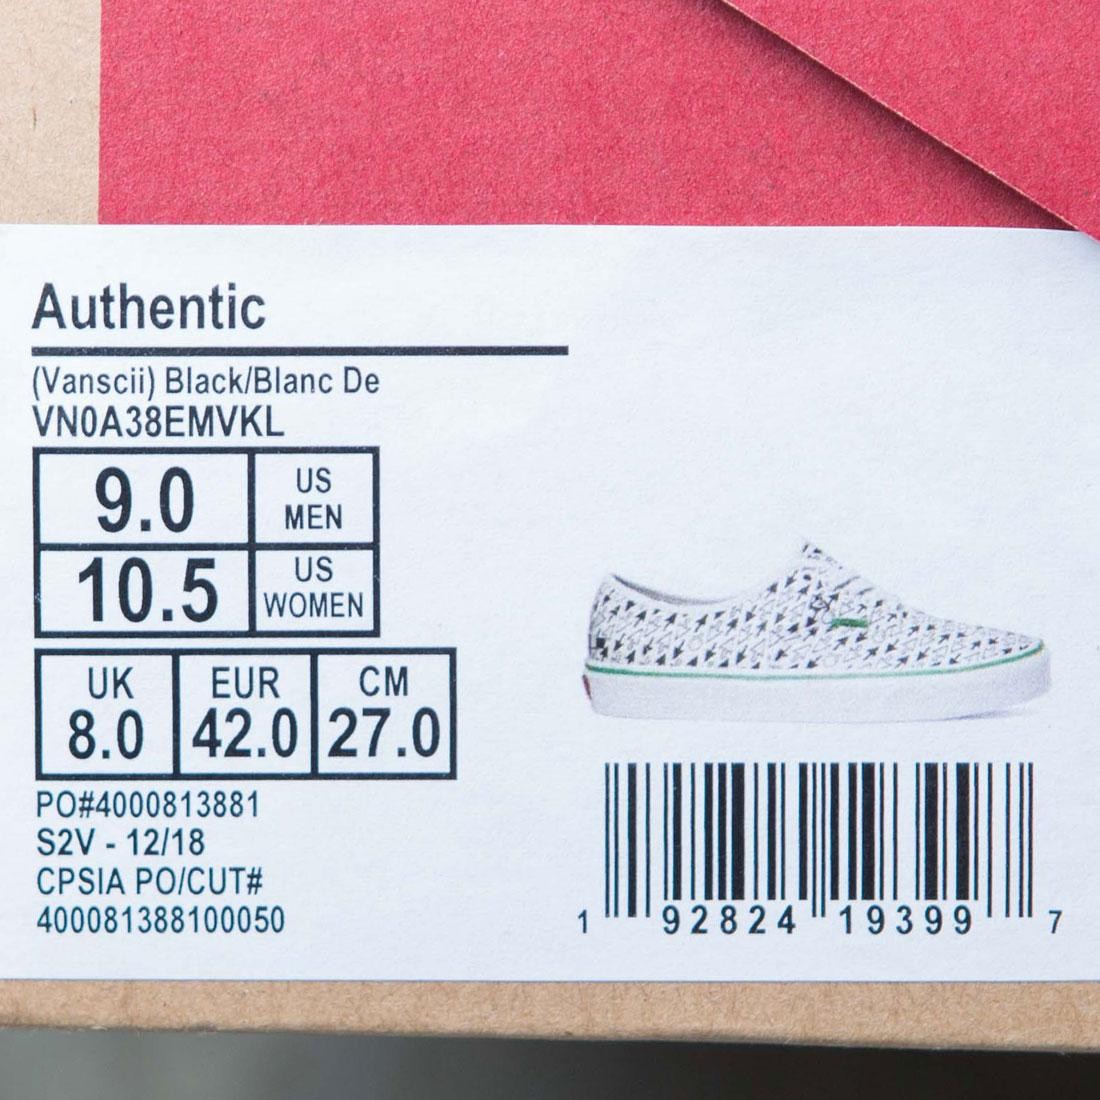 Authentic
(Vanscii) Black/Blanc De
VN0A38EMVKL
9.0 US MEN
10.5 US WOMEN
UK EUR CM
8.0 42.0 27.0
PO#4000813881
S2V - 12/18
CPSIA PO/CUT#
400081388100050
1 92824 19399 7